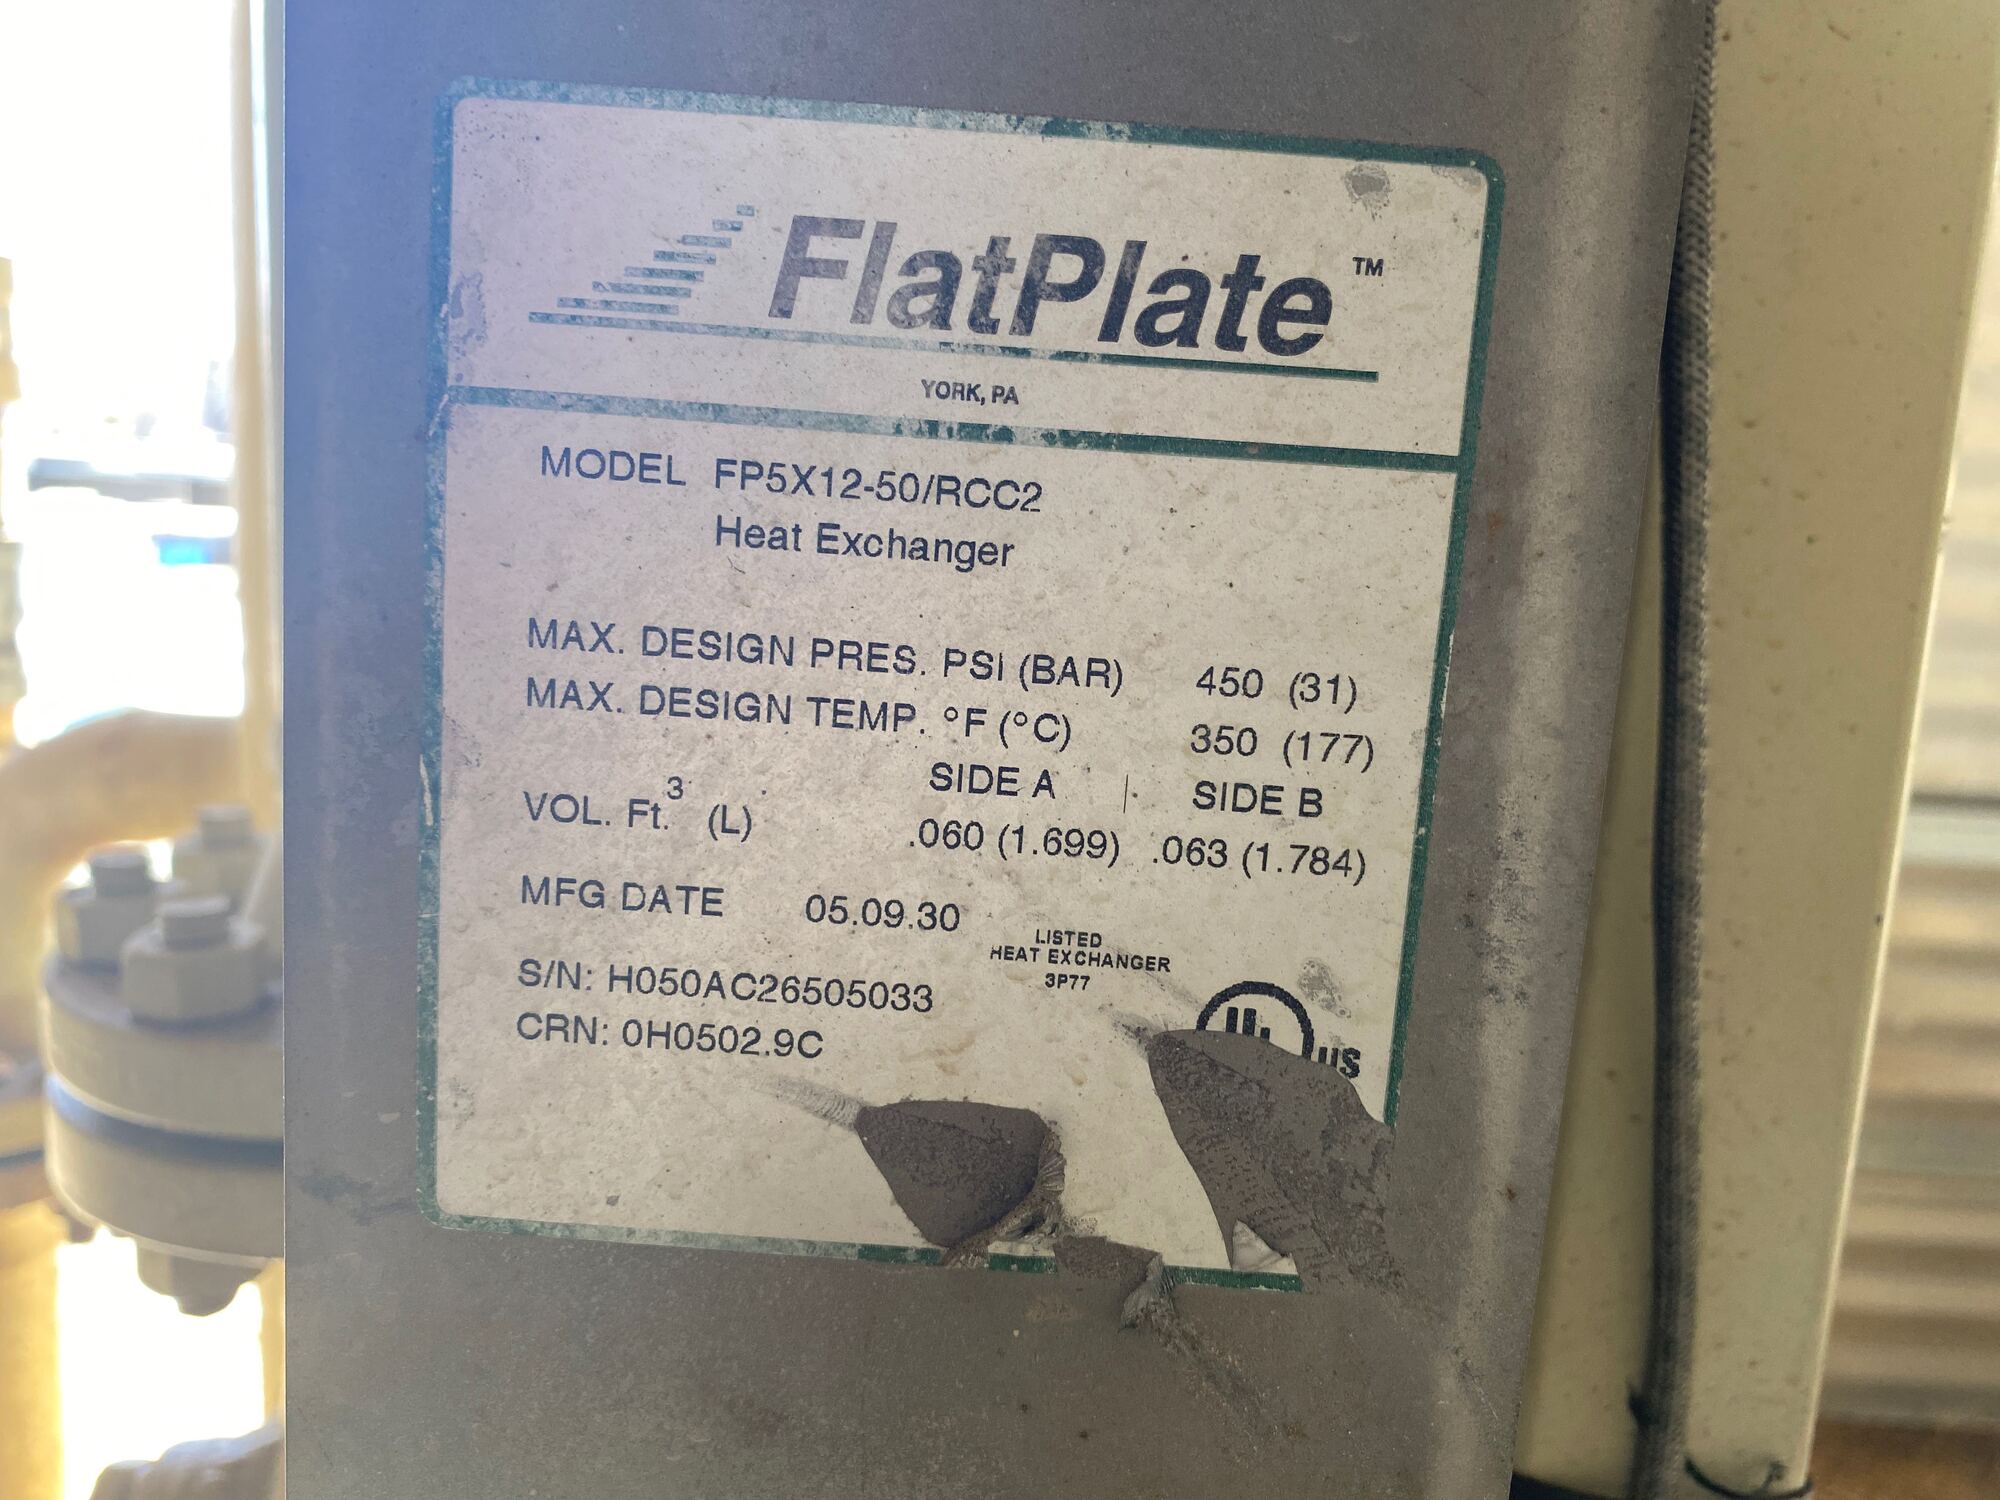 FlatPlate™
YORK, PA
MODEL FP5X12-50/RCC2
Heat Exchanger
MAX. DESIGN PRES. PSI (BAR) 450 (31)
MAX. DESIGN TEMP. °F (°C) 350 (177)
SIDE A | SIDE B
VOL. Ft.³ (L) .060 (1.699) .063 (1.784)
MFG DATE 05.09.30
LISTED
HEAT EXCHANGER
3P77
S/N: H050AC26505033
CRN: 0H0502.9C
UL US